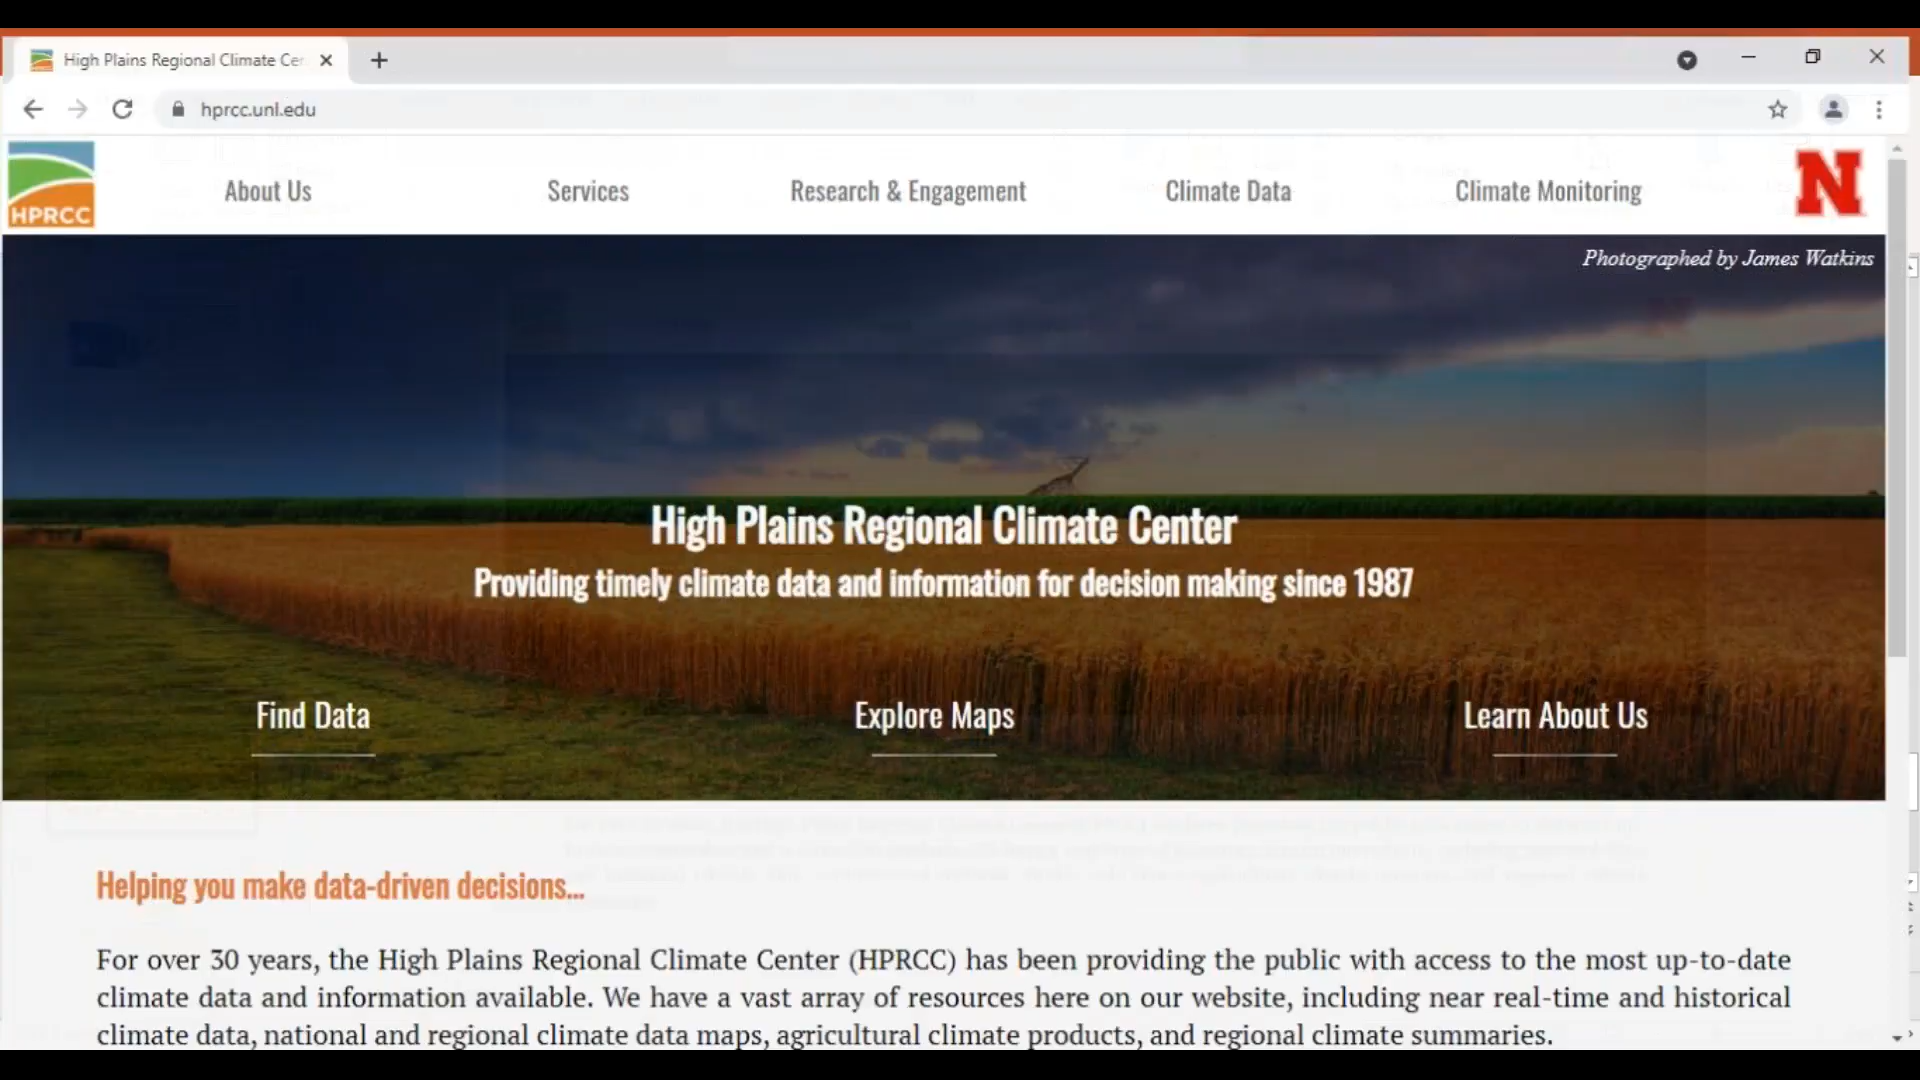 High Plains Regional Climate Cer
hprcc.unl.edu
HPRCC
About Us
Services
Research & Engagement
Climate Data
Climate Monitoring
N
Photographed by James Watkins
High Plains Regional Climate Center
Providing timely climate data and information for decision making since 1987
Find Data
Explore Maps
Learn About Us
Helping you make data-driven decisions...
For over 30 years, the High Plains Regional Climate Center (HPRCC) has been providing the public with access to the most up-to-date
climate data and information available. We have a vast array of resources here on our website, including near real-time and historical
climate data, national and regional climate data maps, agricultural climate products, and regional climate summaries.